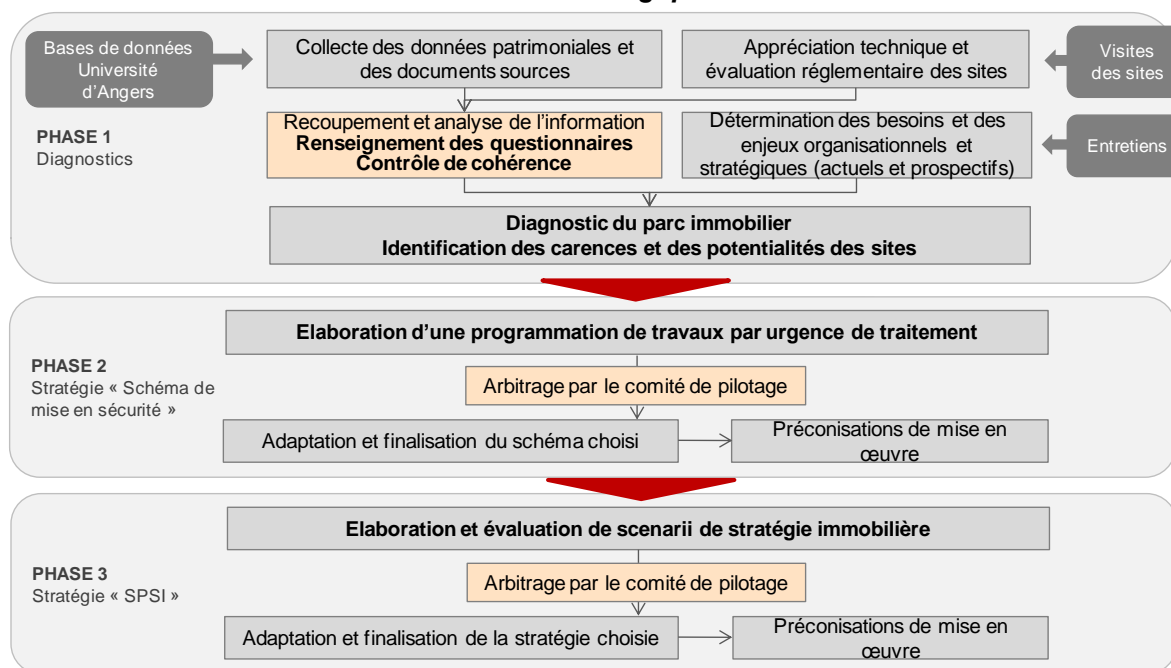 Bases de données
Université
d'Angers
Collecte des données patrimoniales et
des documents sources
Appréciation technique et
évaluation réglementaire des sites
Visites
des sites
PHASE 1
Diagnostics
Recoupement et analyse de l'information
Renseignement des questionnaires
Contrôle de cohérence
Détermination des besoins et des
enjeux organisationnels et
stratégiques (actuels et prospectifs)
Entretiens
Diagnostic du parc immobilier
Identification des carences et des potentialités des sites
PHASE 2
Stratégie « Schéma de
mise en sécurité »
Elaboration d'une programmation de travaux par urgence de traitement
Arbitrage par le comité de pilotage
Adaptation et finalisation du schéma choisi
Préconisations de mise en
œuvre
PHASE 3
Stratégie « SPSI »
Elaboration et évaluation de scenarii de stratégie immobilière
Arbitrage par le comité de pilotage
Adaptation et finalisation de la stratégie choisie
Préconisations de mise en
œuvre